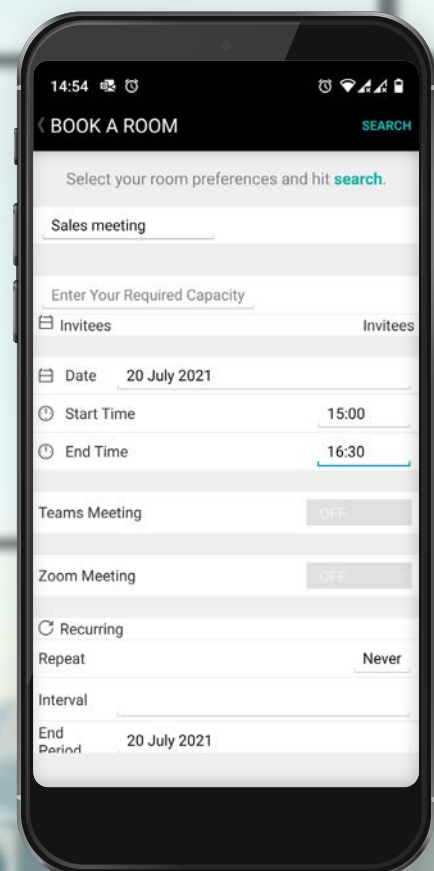 14:54
BOOK A ROOM SEARCH
Select your room preferences and hit search.
Sales meeting
Enter Your Required Capacity
Invitees Invitees
Date 20 July 2021
Start Time 15:00
End Time 16:30
Teams Meeting OFF
Zoom Meeting OFF
Recurring
Repeat Never
Interval
End
Period 20 July 2021